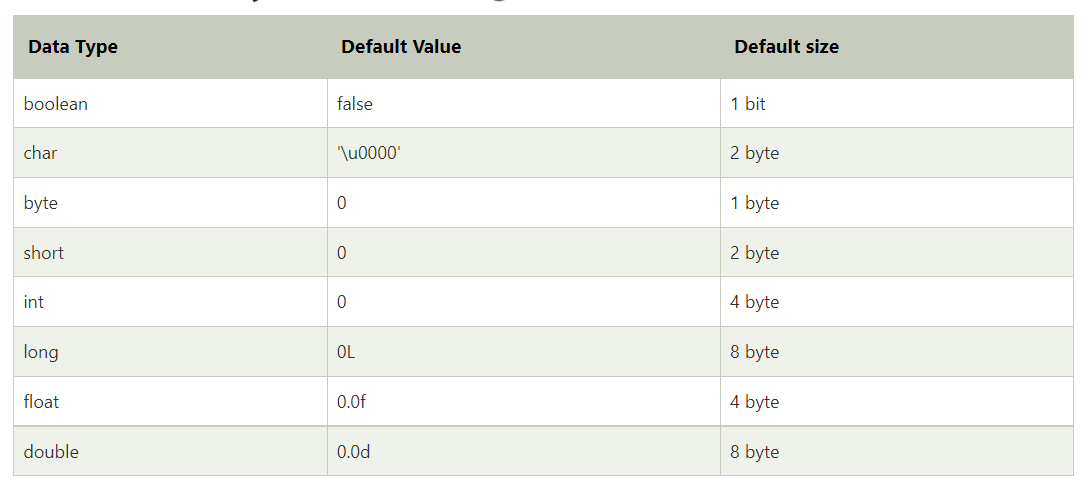 Data Type Default Value Default size
boolean false 1 bit
char '\u0000' 2 byte
byte 0 1 byte
short 0 2 byte
int 0 4 byte
long 0L 8 byte
float 0.0f 4 byte
double 0.0d 8 byte